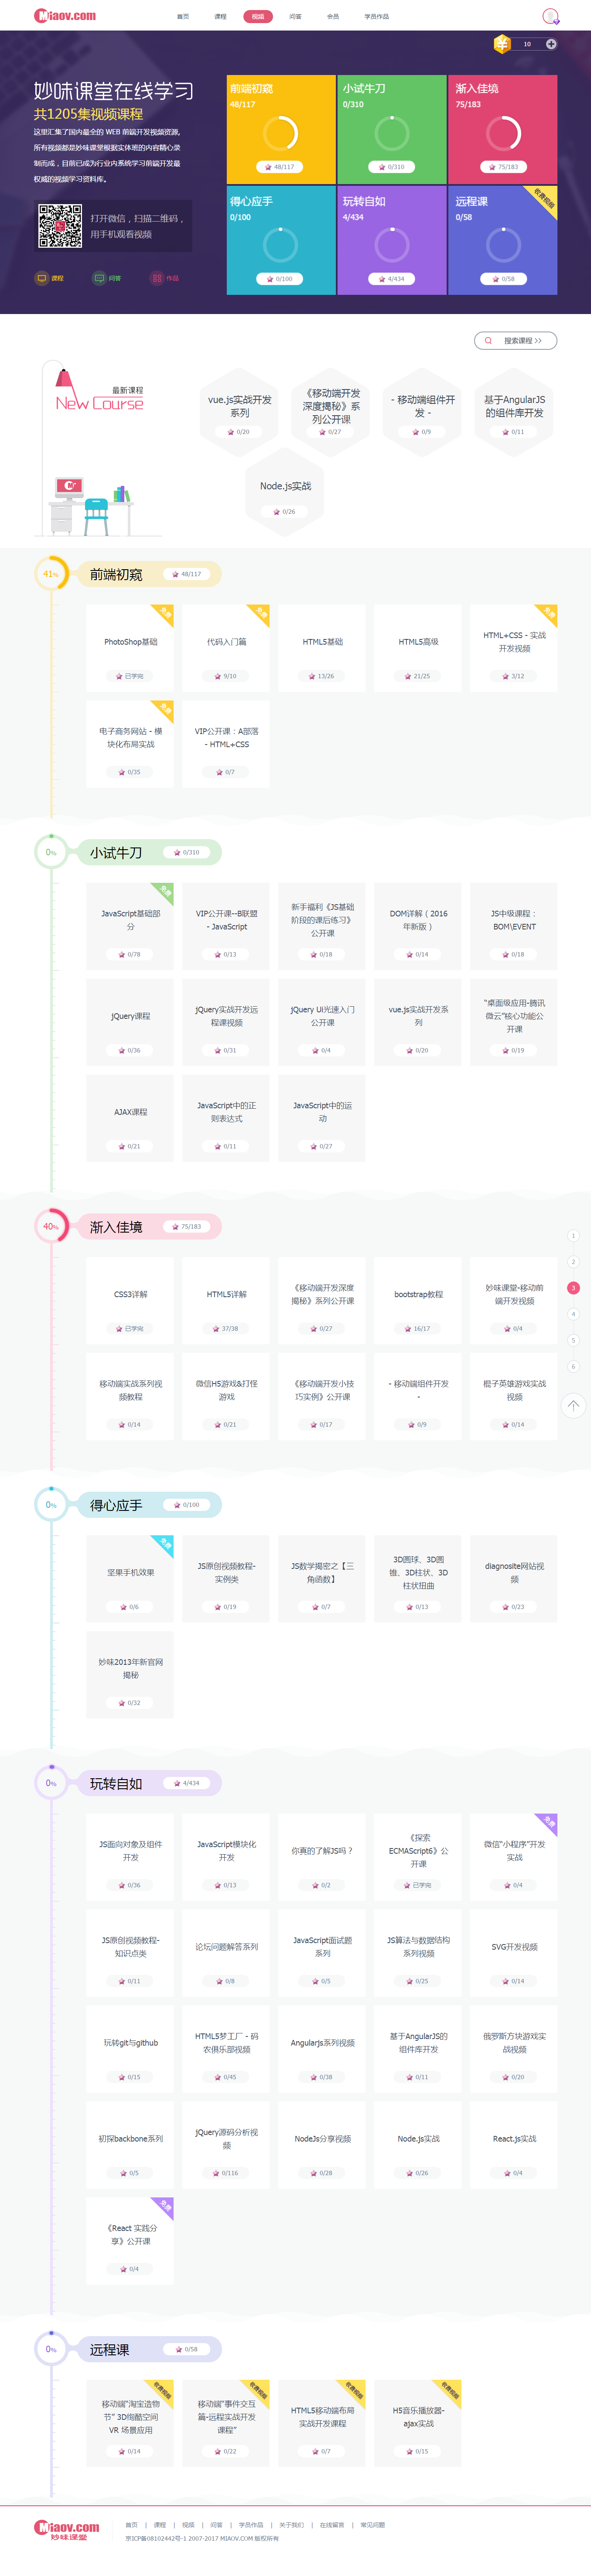 Miaov.com
首页 课程 视频 问答 会员 学员作品
10
妙味课堂在线学习
共1205集视频课程
这里汇集了国内最全的 WEB 前端开发视频资源,
所有视频都是妙味课堂根据实体班的内容精心录
制而成，目前已成为行业内系统学习前端开发最
权威的视频学习资料库。
打开微信，扫描二维码，
用手机观看视频
课程 问答 作品
前端初窥
48/117
48/117
小试牛刀
0/310
0/310
渐入佳境
75/183
75/183
得心应手
0/100
0/100
玩转自如
4/434
4/434
远程课
0/58
收费视频
0/58
搜索课程 >>
最新课程
New Course
vue.js实战开发
系列
0/20
《移动端开发
深度揭秘》系
列公开课
0/27
- 移动端组件开
发 -
0/9
基于AngularJS
的组件库开发
0/11
Node.js实战
0/26
41%
前端初窥
48/117
免费
PhotoShop基础
已学完
免费
代码入门篇
9/10
HTML5基础
13/26
HTML5高级
21/25
免费
HTML+CSS - 实战
开发视频
3/12
免费
电子商务网站 - 模
块化布局实战
0/35
VIP公开课：A部落
- HTML+CSS
0/7
0%
小试牛刀
0/310
免费
JavaScript基础部
分
0/78
VIP公开课--B联盟
- JavaScript
0/13
新手福利《JS基础
阶段的课后练习》
公开课
0/18
DOM详解（2016
年新版）
0/14
JS中级课程：
BOM\EVENT
0/18
jQuery课程
0/36
jQuery实战开发远
程课视频
0/31
jQuery UI光速入门
公开课
0/4
vue.js实战开发系
列
0/20
“桌面级应用-腾讯
微云”核心功能公
开课
0/19
AJAX课程
0/21
JavaScript中的正
则表达式
0/11
JavaScript中的运
动
0/27
40%
渐入佳境
75/183
CSS3详解
已学完
HTML5详解
37/38
《移动端开发深度
揭秘》系列公开课
0/27
bootstrap教程
16/17
妙味课堂-移动前
端开发视频
0/4
移动端实战系列视
频教程
0/14
微信H5游戏&打怪
游戏
0/21
《移动端开发小技
巧实例》公开课
0/17
- 移动端组件开发
-
0/9
棍子英雄游戏实战
视频
0/14
1
2
3
4
5
6
0%
得心应手
0/100
免费
坚果手机效果
0/6
JS原创视频教程-
实例类
0/19
JS数学揭密之【三
角函数】
0/7
3D圆球、3D圆
锥、3D柱状、3D
柱状扭曲
0/13
diagnosite网站视
频
0/23
妙味2013年新官网
揭秘
0/32
0%
玩转自如
4/434
JS面向对象及组件
开发
0/36
JavaScript模块化
开发
0/13
你真的了解JS吗？
0/2
《探索
ECMAScript6》公
开课
已学完
免费
微信“小程序”开发
实战
0/4
JS原创视频教程-
知识点类
0/11
论坛问题解答系列
0/8
JavaScript面试题
系列
0/5
JS算法与数据结构
系列视频
0/25
SVG开发视频
0/14
玩转git与github
0/15
HTML5梦工厂 - 码
农俱乐部视频
0/45
Angularjs系列视频
0/38
基于AngularJS的
组件库开发
0/11
俄罗斯方块游戏实
战视频
0/20
初探backbone系列
0/5
jQuery源码分析视
频
0/116
NodeJs分享视频
0/28
Node.js实战
0/26
React.js实战
0/4
免费
《React 实践分
享》公开课
0/4
0%
远程课
0/58
收费视频
移动端“淘宝造物
节” 3D绚酷空间
VR 场景应用
0/14
收费视频
移动端“事件交互
篇-远程实战开发
课程”
0/22
收费视频
HTML5移动端布局
实战开发课程
0/7
收费视频
H5音乐播放器-
ajax实战
0/15
Miaov.com
妙味课堂
首页 | 课程 | 视频 | 问答 | 学员作品 | 关于我们 | 在线留言 | 常见问题
京ICP备08102442号-1 2007-2017 MIAOV.COM 版权所有